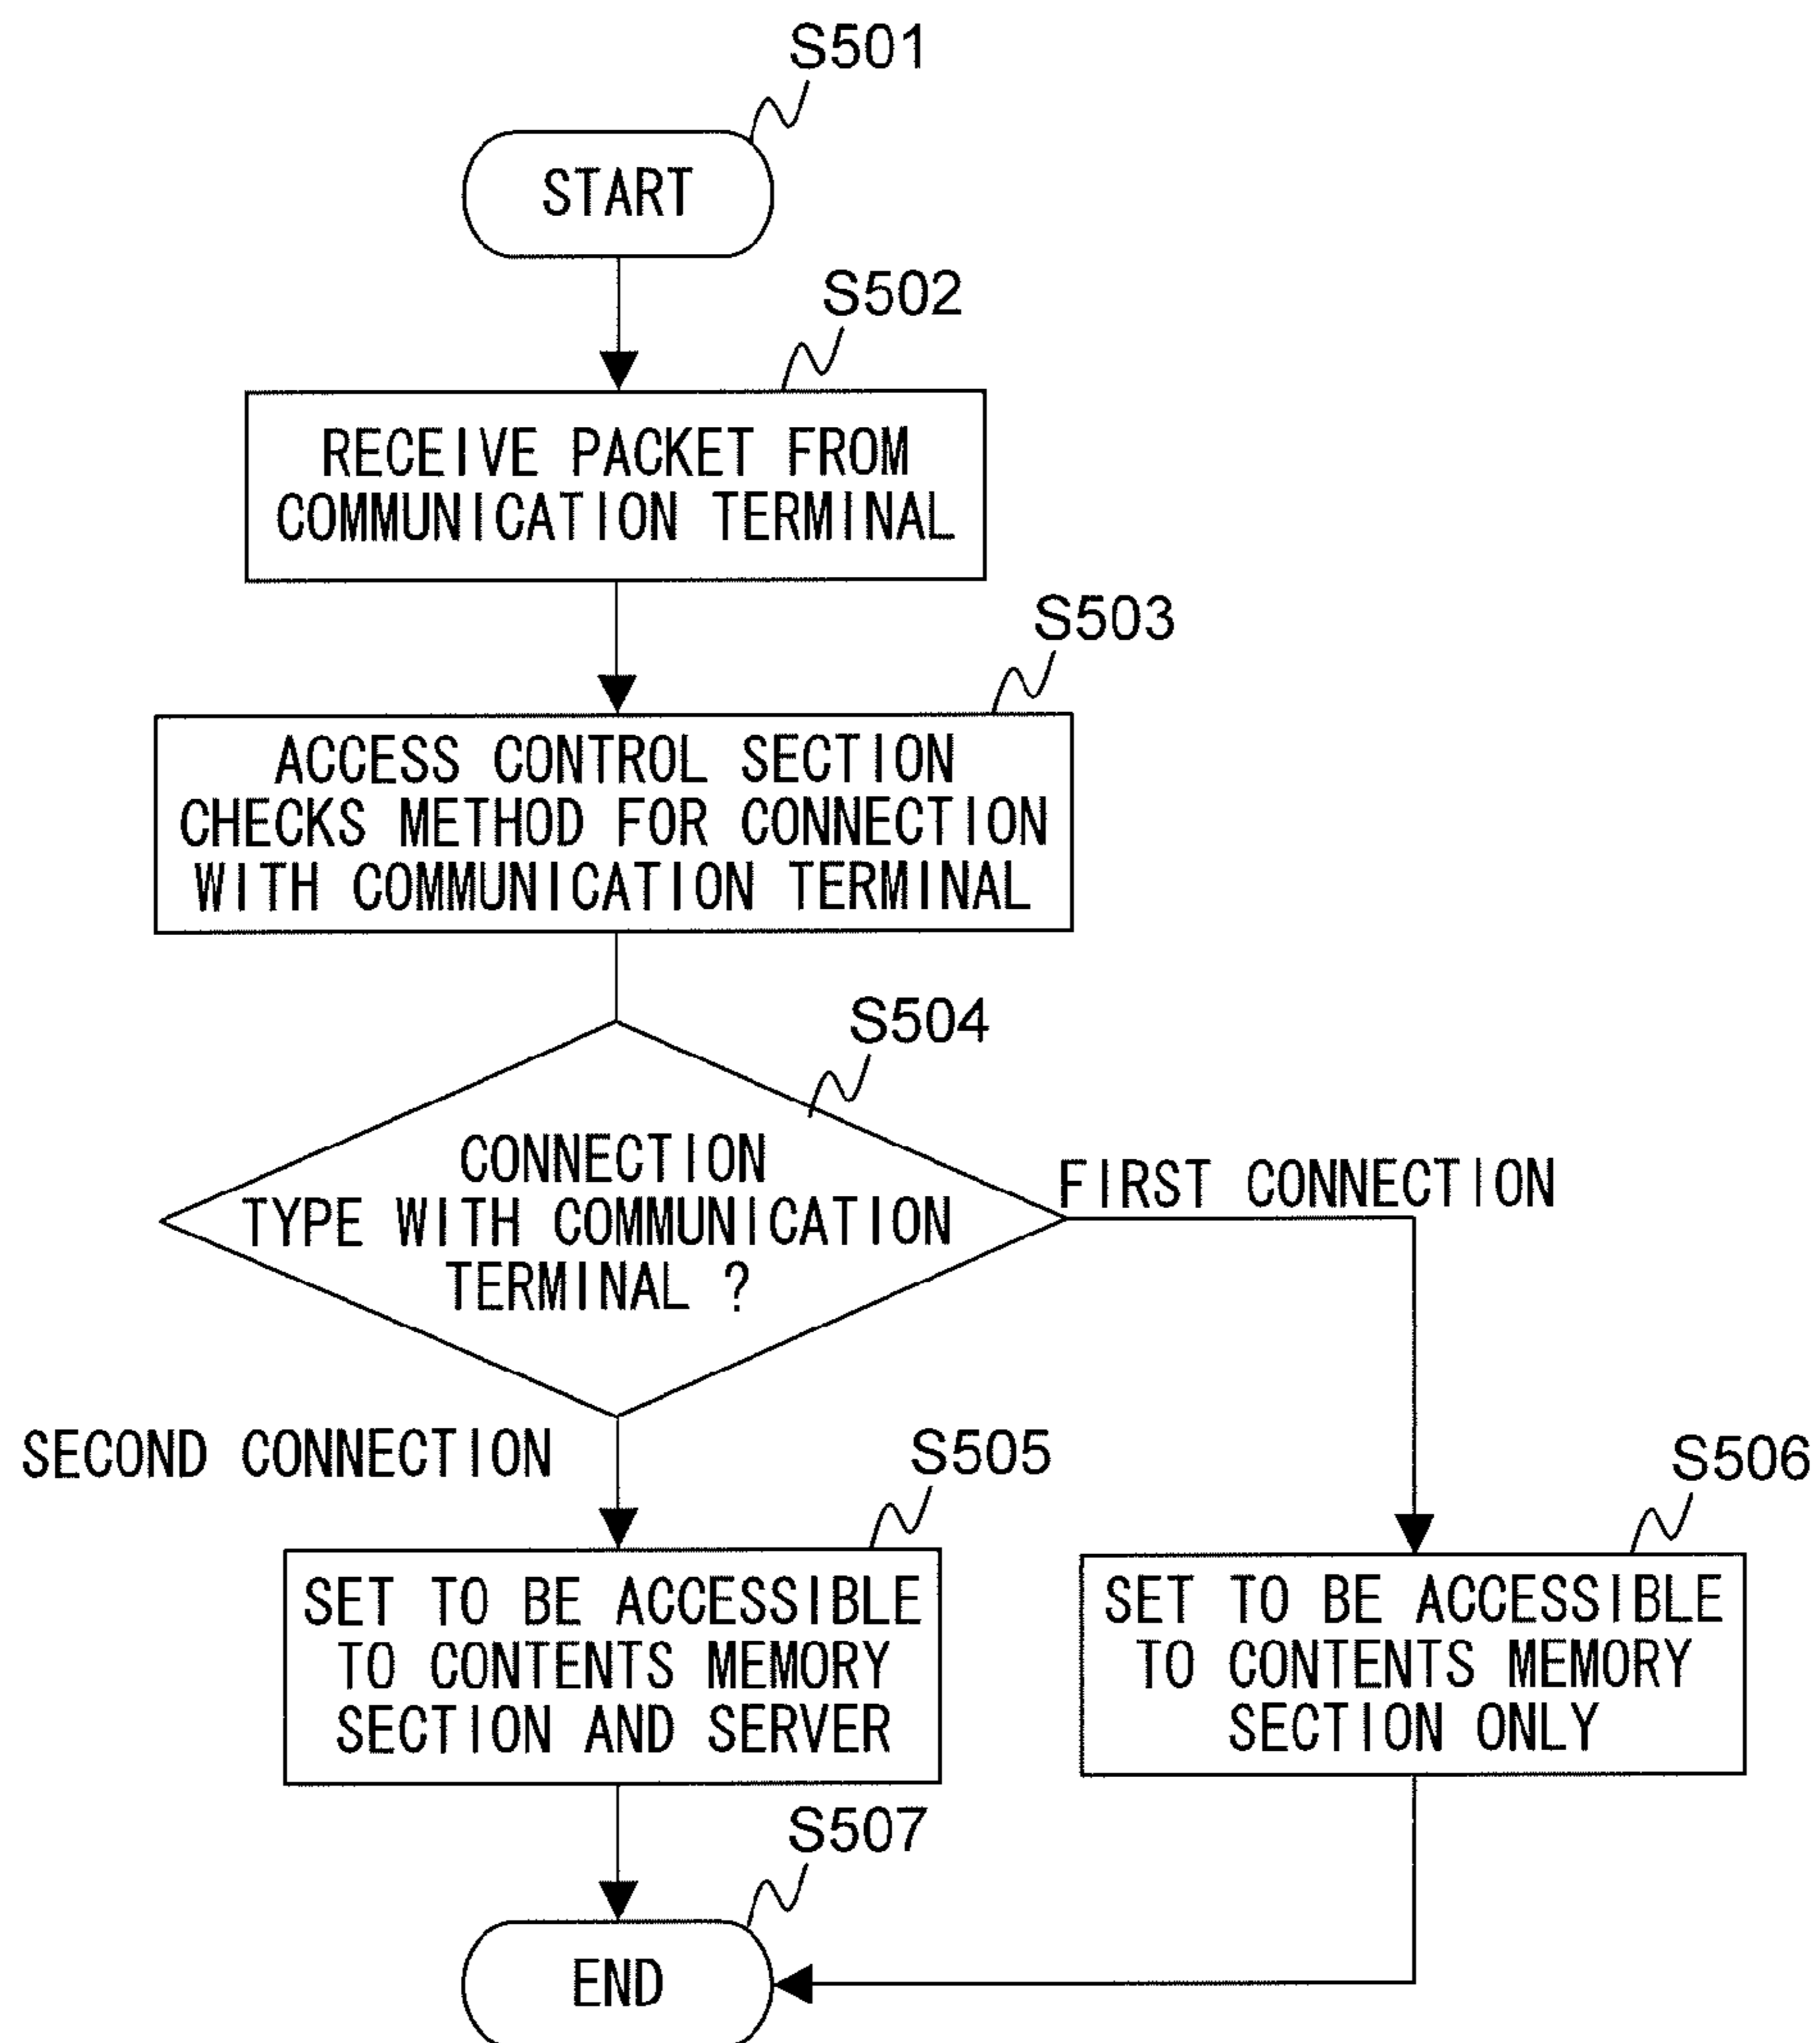 S501
START
S502
RECEIVE PACKET FROM
COMMUNICATION TERMINAL
S503
ACCESS CONTROL SECTION
CHECKS METHOD FOR CONNECTION
WITH COMMUNICATION TERMINAL
S504
CONNECTION
TYPE WITH COMMUNICATION
TERMINAL ?
FIRST CONNECTION
SECOND CONNECTION
S505
SET TO BE ACCESSIBLE
TO CONTENTS MEMORY
SECTION AND SERVER
S506
SET TO BE ACCESSIBLE
TO CONTENTS MEMORY
SECTION ONLY
S507
END